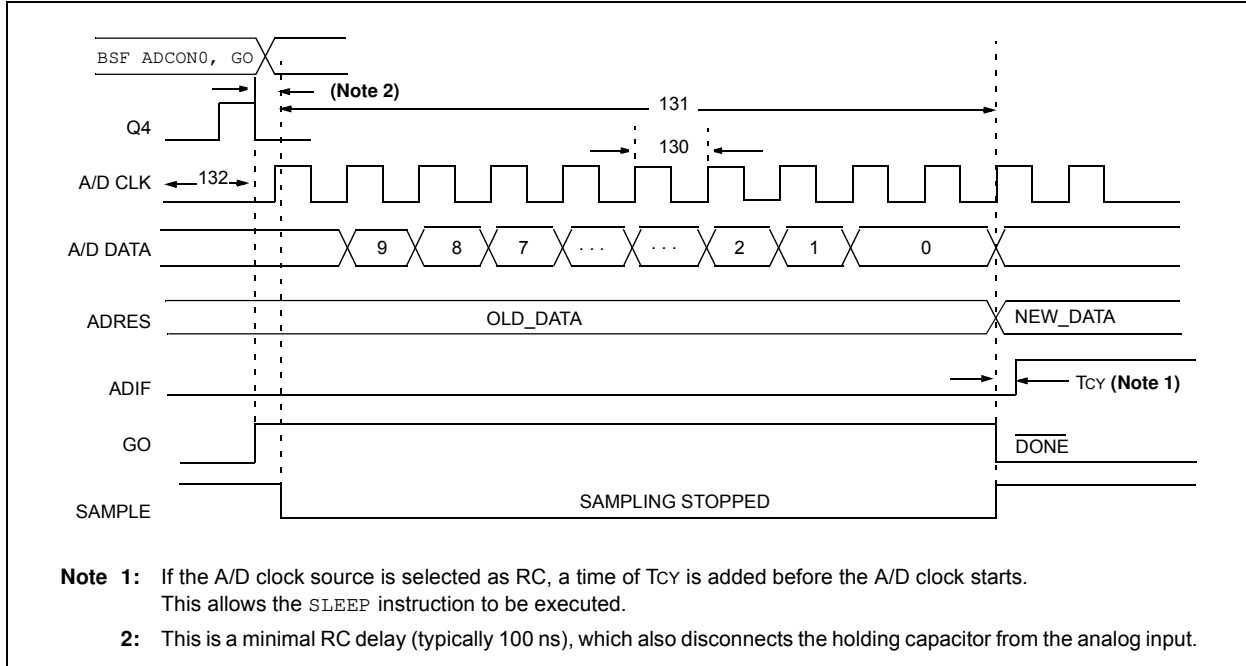 BSF ADCON0, GO
(Note 2)
131
Q4
130
A/D CLK
132
A/D DATA
9 8 7 . . . . . . 2 1 0
ADRES
OLD_DATA
NEW_DATA
ADIF
TCY (Note 1)
GO
DONE
SAMPLE
SAMPLING STOPPED
Note 1: If the A/D clock source is selected as RC, a time of TCY is added before the A/D clock starts.
This allows the SLEEP instruction to be executed.
2: This is a minimal RC delay (typically 100 ns), which also disconnects the holding capacitor from the analog input.